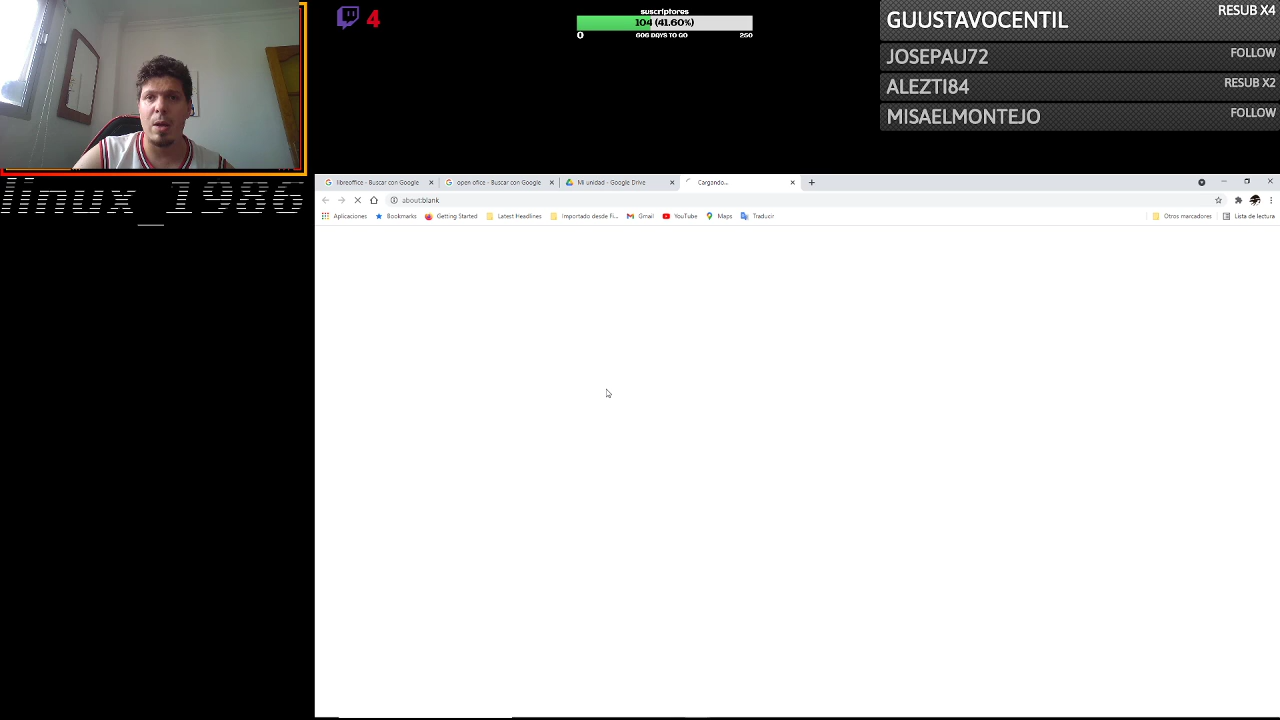 4
suscriptores
104 (41.60%)
0 606 DAYS TO GO 250
GUUSTAVOCENTIL RESUB X4
JOSEPAU72 FOLLOW
ALEZTI84 RESUB X2
MISAELMONTEJO FOLLOW
linux_1986
libreoffice - Buscar con Google
open ofice - Buscar con Google
Mi unidad - Google Drive
Cargando...
about:blank
Aplicaciones Bookmarks Getting Started Latest Headlines Importado desde Fi... Gmail YouTube Maps Traducir Otros marcadores Lista de lectura